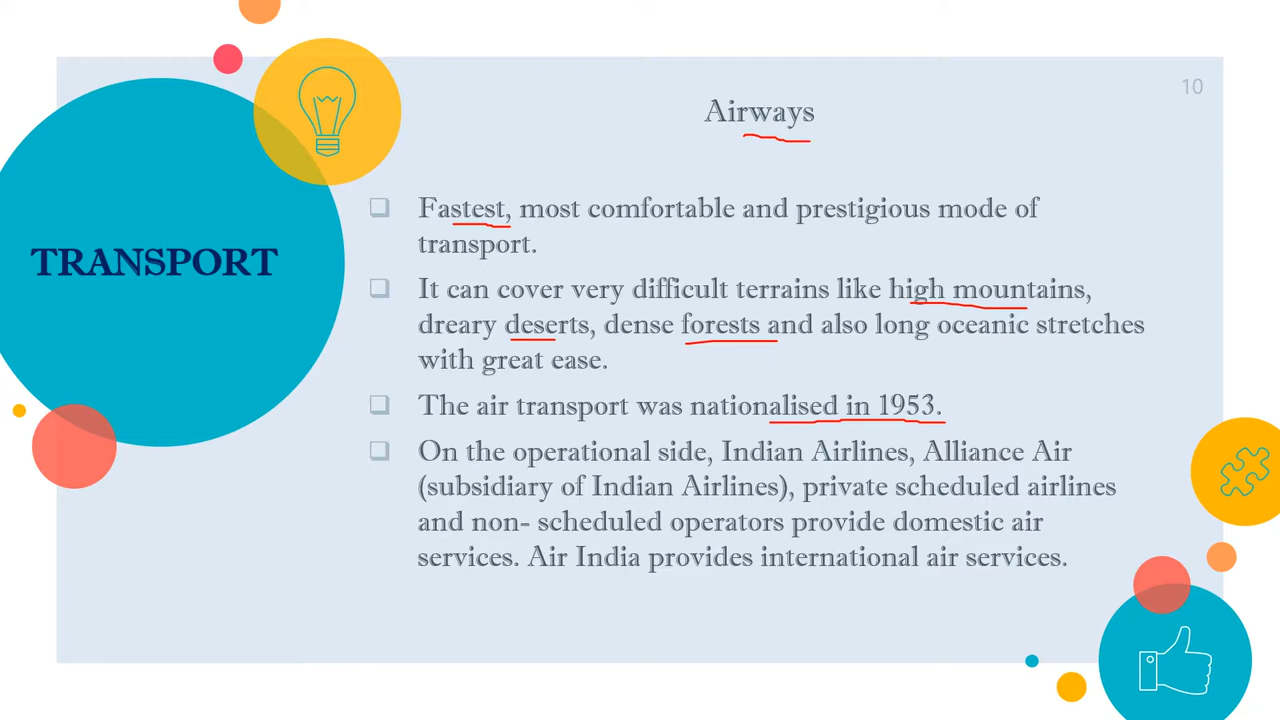 10
Airways
TRANSPORT
Fastest, most comfortable and prestigious mode of
transport.
It can cover very difficult terrains like high mountains,
dreary deserts, dense forests and also long oceanic stretches
with great ease.
The air transport was nationalised in 1953.
On the operational side, Indian Airlines, Alliance Air
(subsidiary of Indian Airlines), private scheduled airlines
and non- scheduled operators provide domestic air
services. Air India provides international air services.